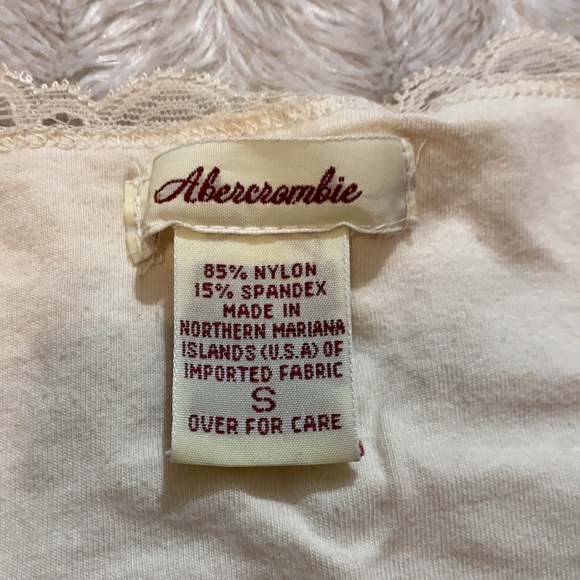 Abercrombie
85% NYLON
15% SPANDEX
MADE IN
NORTHERN MARIANA
ISLANDS (U.S.A) OF
IMPORTED FABRIC
S
OVER FOR CARE